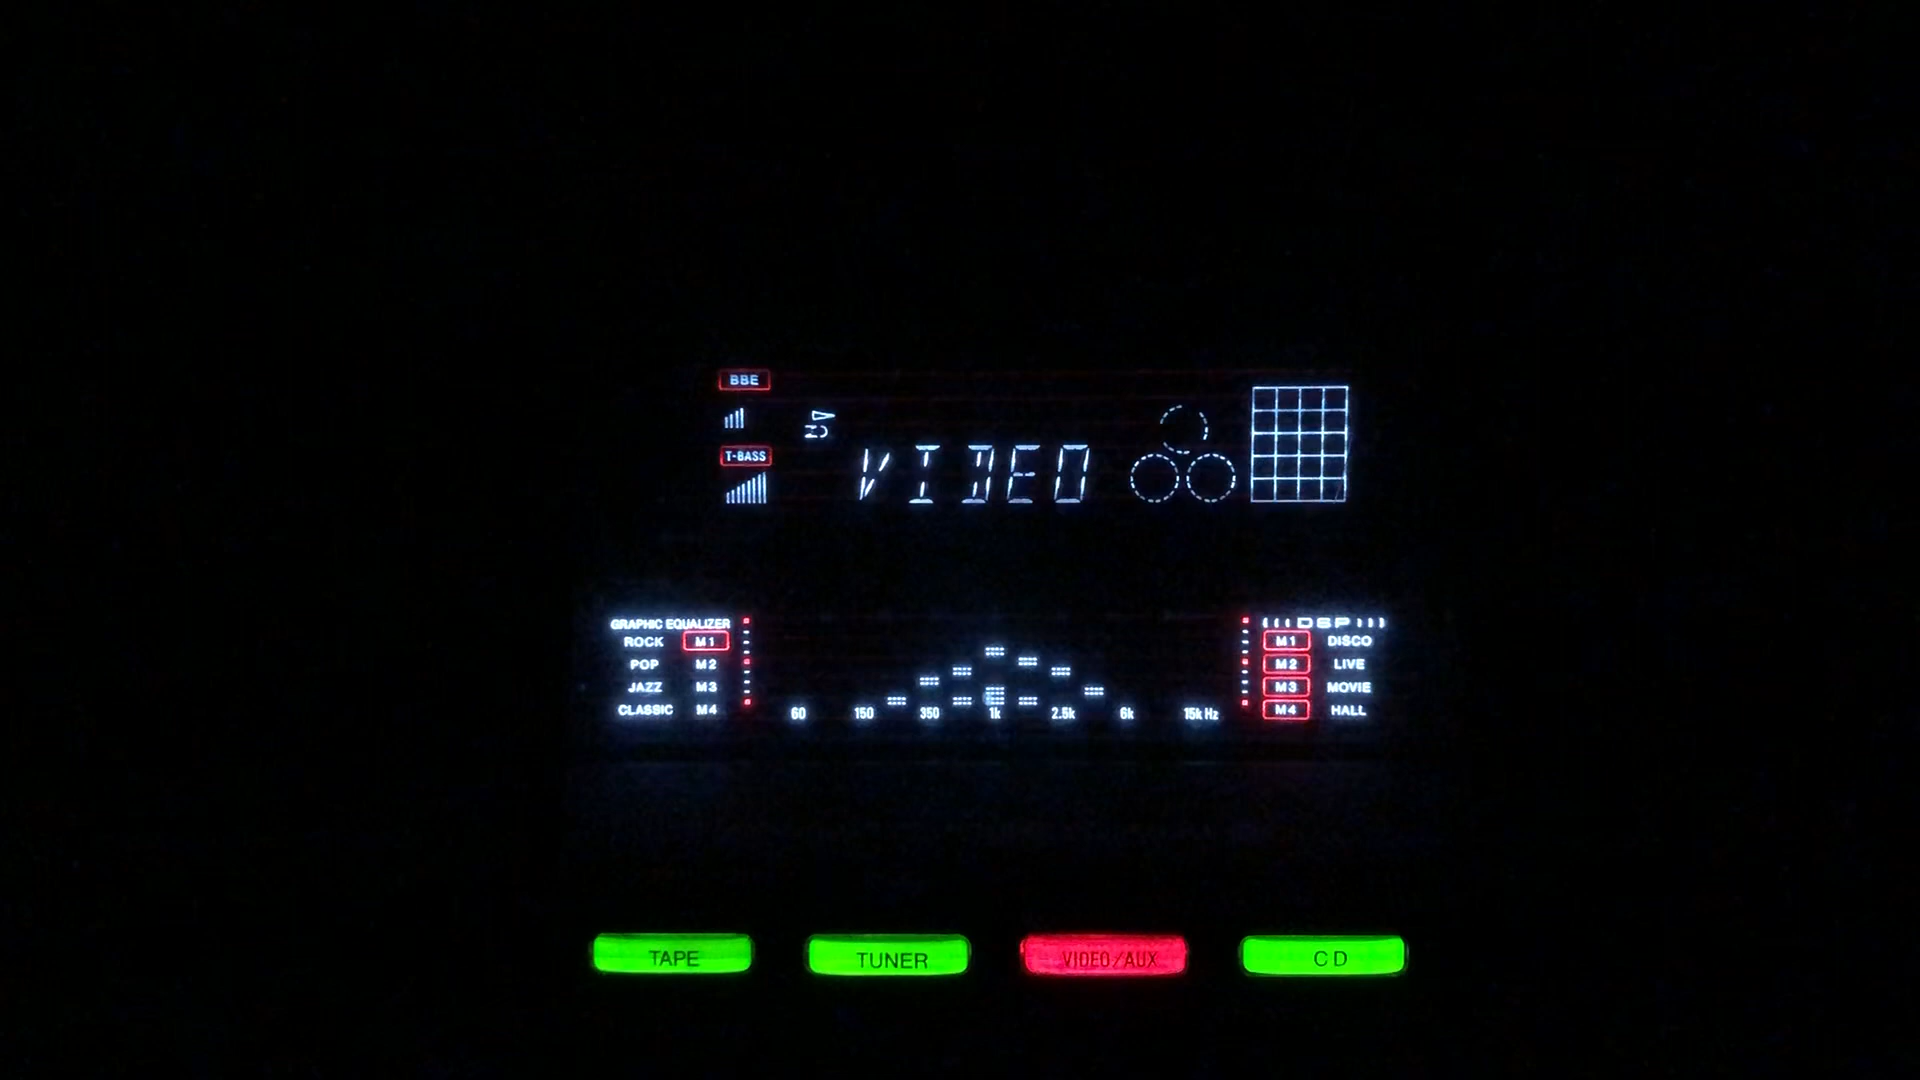 BBE
T-BASS
VIDEO
GRAPHIC EQUALIZER
ROCK M1
POP M2
JAZZ M3
CLASSIC M4
60 150 350 1k 2.5k 6k 15k Hz
DSP
M1 DISCO
M2 LIVE
M3 MOVIE
M4 HALL
TAPE TUNER VIDEO/AUX CD